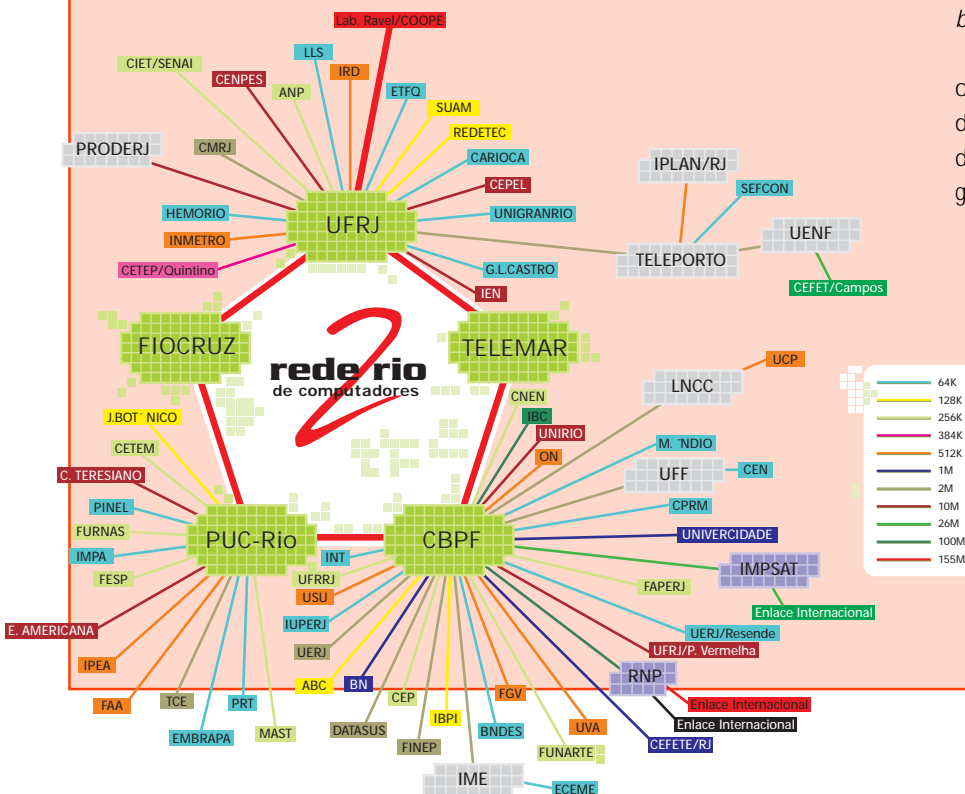 Lab. Ravel/COOPE
LLS
CIET/SENAI
IRD
CENPES
ANP
ETFQ
SUAM
REDETEC
PRODERJ
CMRJ
CARIOCA
IPLAN/RJ
CEPEL
SEFCON
HEMORIO
UNIGRANRIO
UFRJ
UENF
INMETRO
TELEPORTO
CETEP/Quintino
G.L.CASTRO
CEFET/Campos
IEN
FIOCRUZ
TELEMAR
2
rede rio
de computadores
UCP
LNCC
CNEN
J.BOT´NICO
IBC
UNIRIO
CETEM
M. ´NDIO
ON
C. TERESIANO
UFF
CEN
PINEL
CPRM
FURNAS
PUC-Rio
CBPF
UNIVERCIDADE
IMPA
INT
IMPSAT
FESP
UFRRJ
FAPERJ
USU
Enlace Internacional
IUPERJ
E. AMERICANA
UERJ/Resende
UERJ
UFRJ/P. Vermelha
IPEA
RNP
ABC
BN
FAA
TCE
PRT
CEP
FGV
Enlace Internacional
IBPI
Enlace Internacional
EMBRAPA
MAST
DATASUS
BNDES
UVA
FINEP
FUNARTE
CEFETE/RJ
IME
ECEME
64K
128K
256K
384K
512K
1M
2M
10M
26M
100M
155M